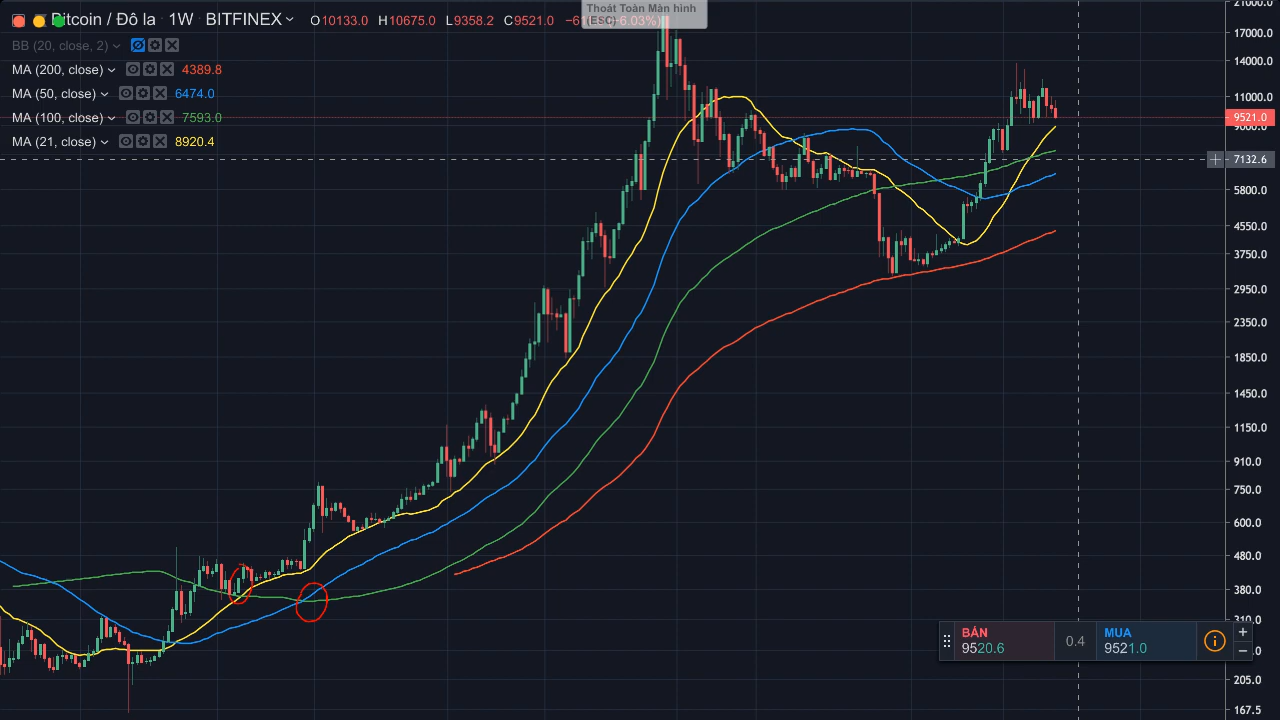 Thoát Toàn Màn hình
(ESC)
Bitcoin / Đô la · 1W · BITFINEX O10133.0 H10675.0 L9358.2 C9521.0
BB (20, close, 2)
MA (200, close) 4389.8
MA (50, close) 6474.0
MA (100, close) 7593.0
MA (21, close) 8920.4
21000.0
17000.0
14000.0
11000.0
9521.0
9000.0
7132.6
5800.0
4550.0
3750.0
2950.0
2350.0
1850.0
1450.0
1150.0
910.0
750.0
600.0
480.0
380.0
310.0
205.0
167.5
BÁN
9520.6
0.4
MUA
9521.0